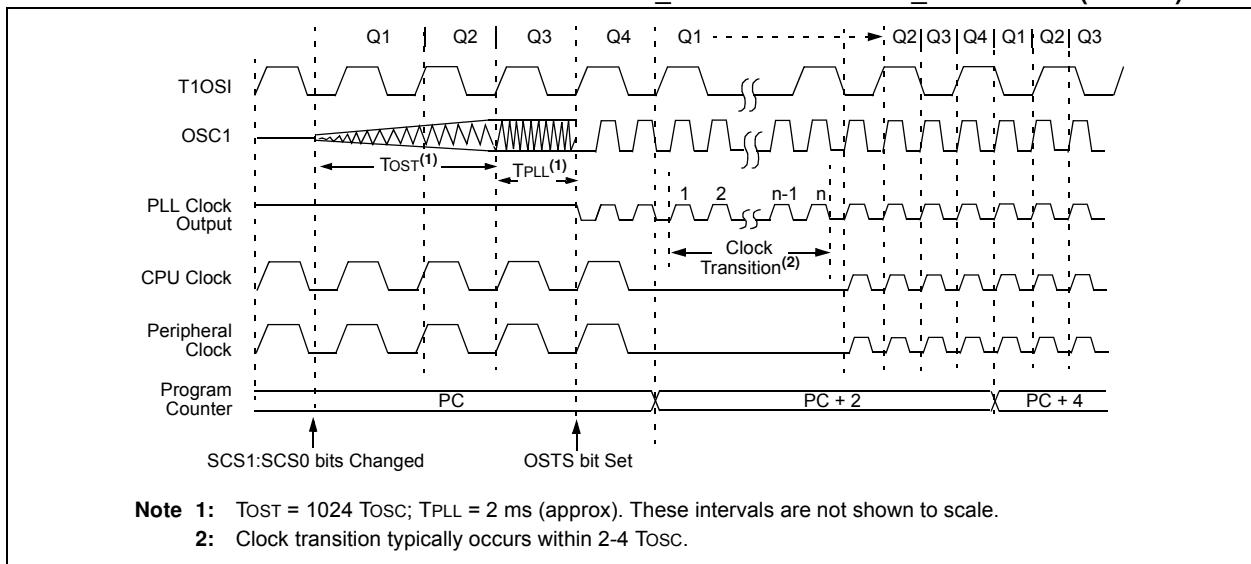 Q1 Q2 Q3 Q4 Q1 Q2 Q3 Q4 Q1 Q2 Q3
T1OSI
OSC1
TOST(1)
TPLL(1)
1 2 n-1 n
PLL Clock
Output
Clock
Transition(2)
CPU Clock
Peripheral
Clock
Program
Counter
PC PC + 2 PC + 4
SCS1:SCS0 bits Changed OSTS bit Set
Note 1: TOST = 1024 TOSC; TPLL = 2 ms (approx). These intervals are not shown to scale.
2: Clock transition typically occurs within 2-4 TOSC.